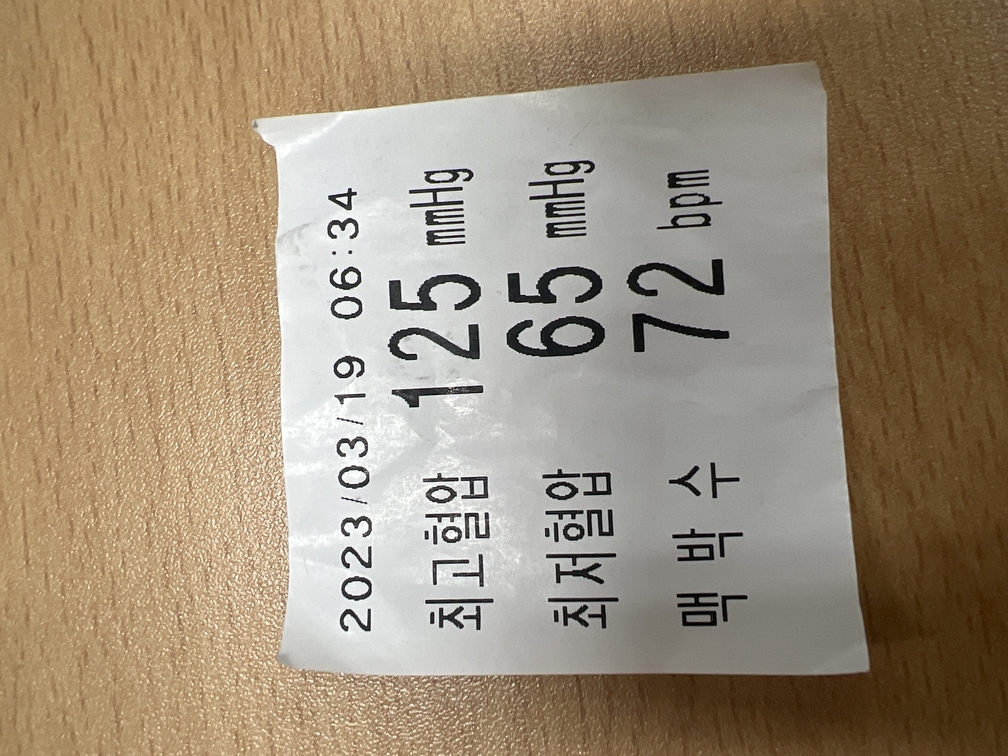 2023/03/19 06:34
최고혈압 125 mmHg
최저혈압 65 mmHg
맥 박 수 72 bpm